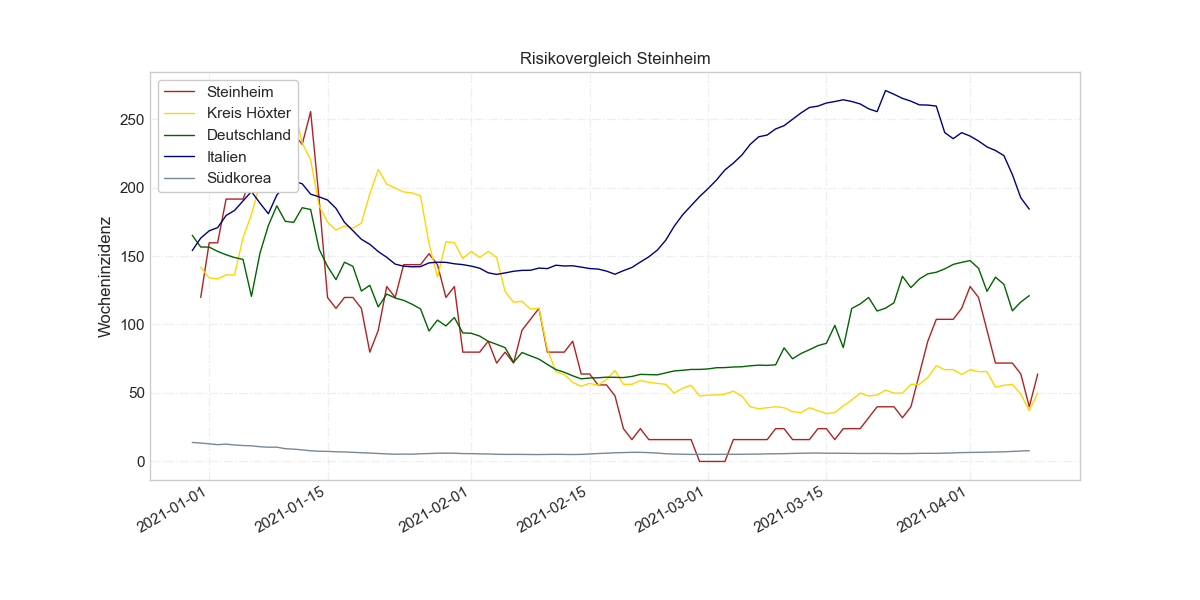 Risikovergleich Steinheim
Steinheim
Kreis Höxter
Deutschland
Italien
Südkorea
Wocheninzidenz
250
200
150
100
50
0
2021-01-01
2021-01-15
2021-02-01
2021-02-15
2021-03-01
2021-03-15
2021-04-01